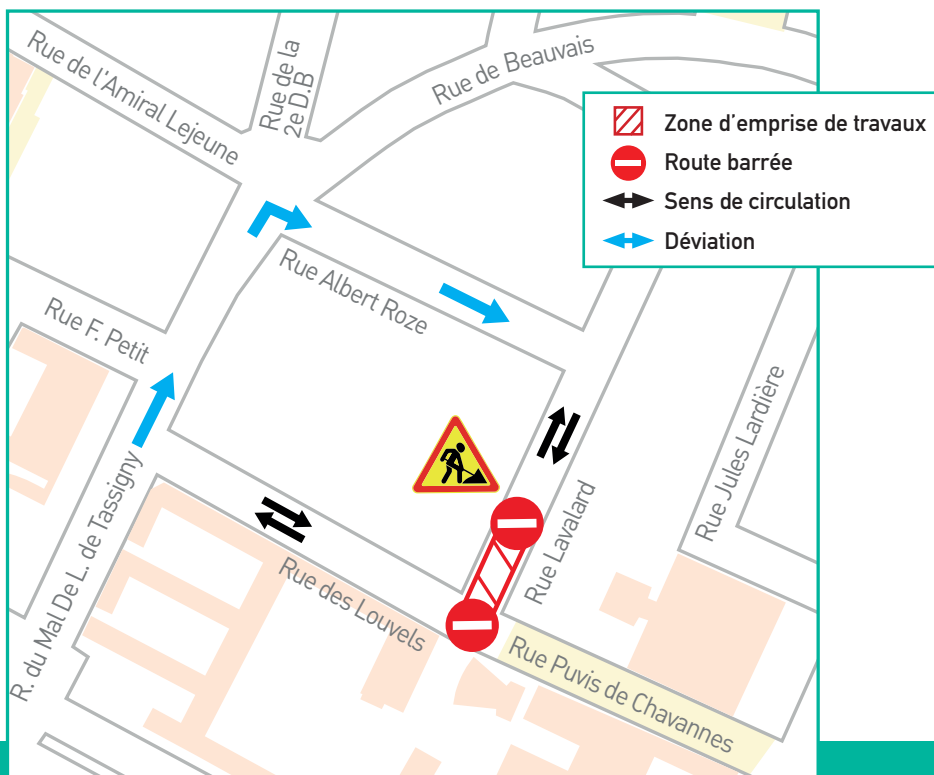 Rue de l'Amiral Lejeune
Rue de la
2e D.B
Rue de Beauvais
Zone d'emprise de travaux
Route barrée
Sens de circulation
Déviation
Rue Albert Roze
Rue F. Petit
R. du Mal De L. de Tassigny
Rue des Louvels
Rue Lavalard
Rue Jules Lardière
Rue Puvis de Chavannes